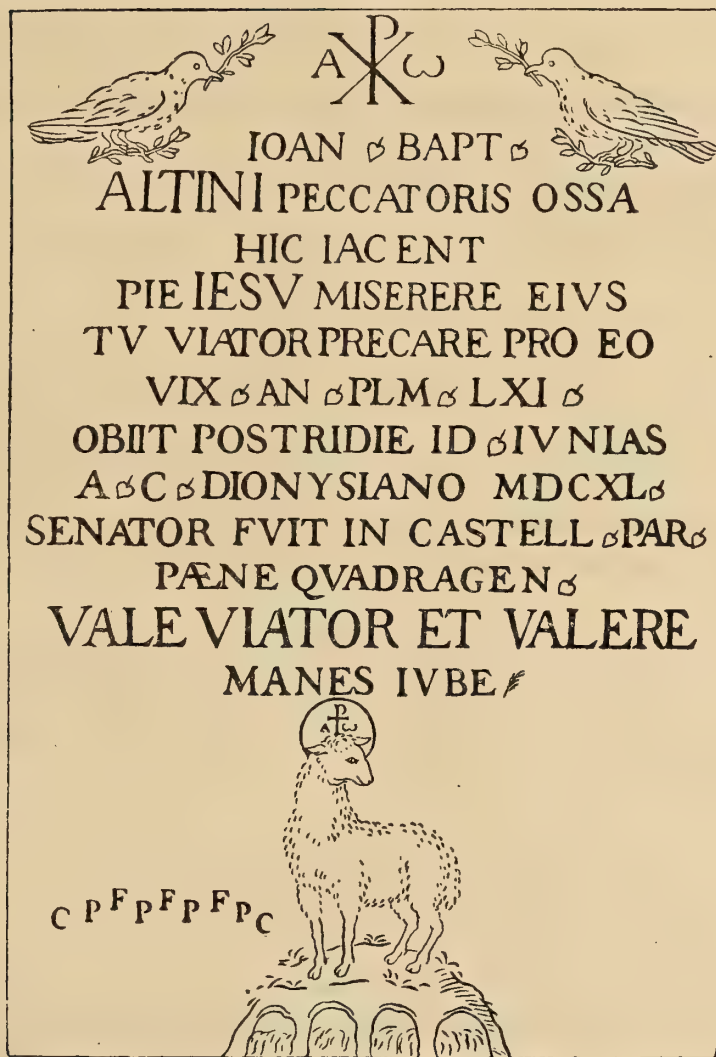 Α ☧ ω
IOAN BAPT
ALTINI PECCATORIS OSSA
HIC IACENT
PIE IESV MISERERE EIVS
TV VIATOR PRECARE PRO EO
VIX AN PLM LXI
OBIIT POSTRIDIE ID IVNIAS
A C DIONYSIANO MDCXL
SENATOR FVIT IN CASTELL PAR
PÆNE QVADRAGEN
VALE VIATOR ET VALERE
MANES IVBE
Α ☧ ω
C P F P F P F P C